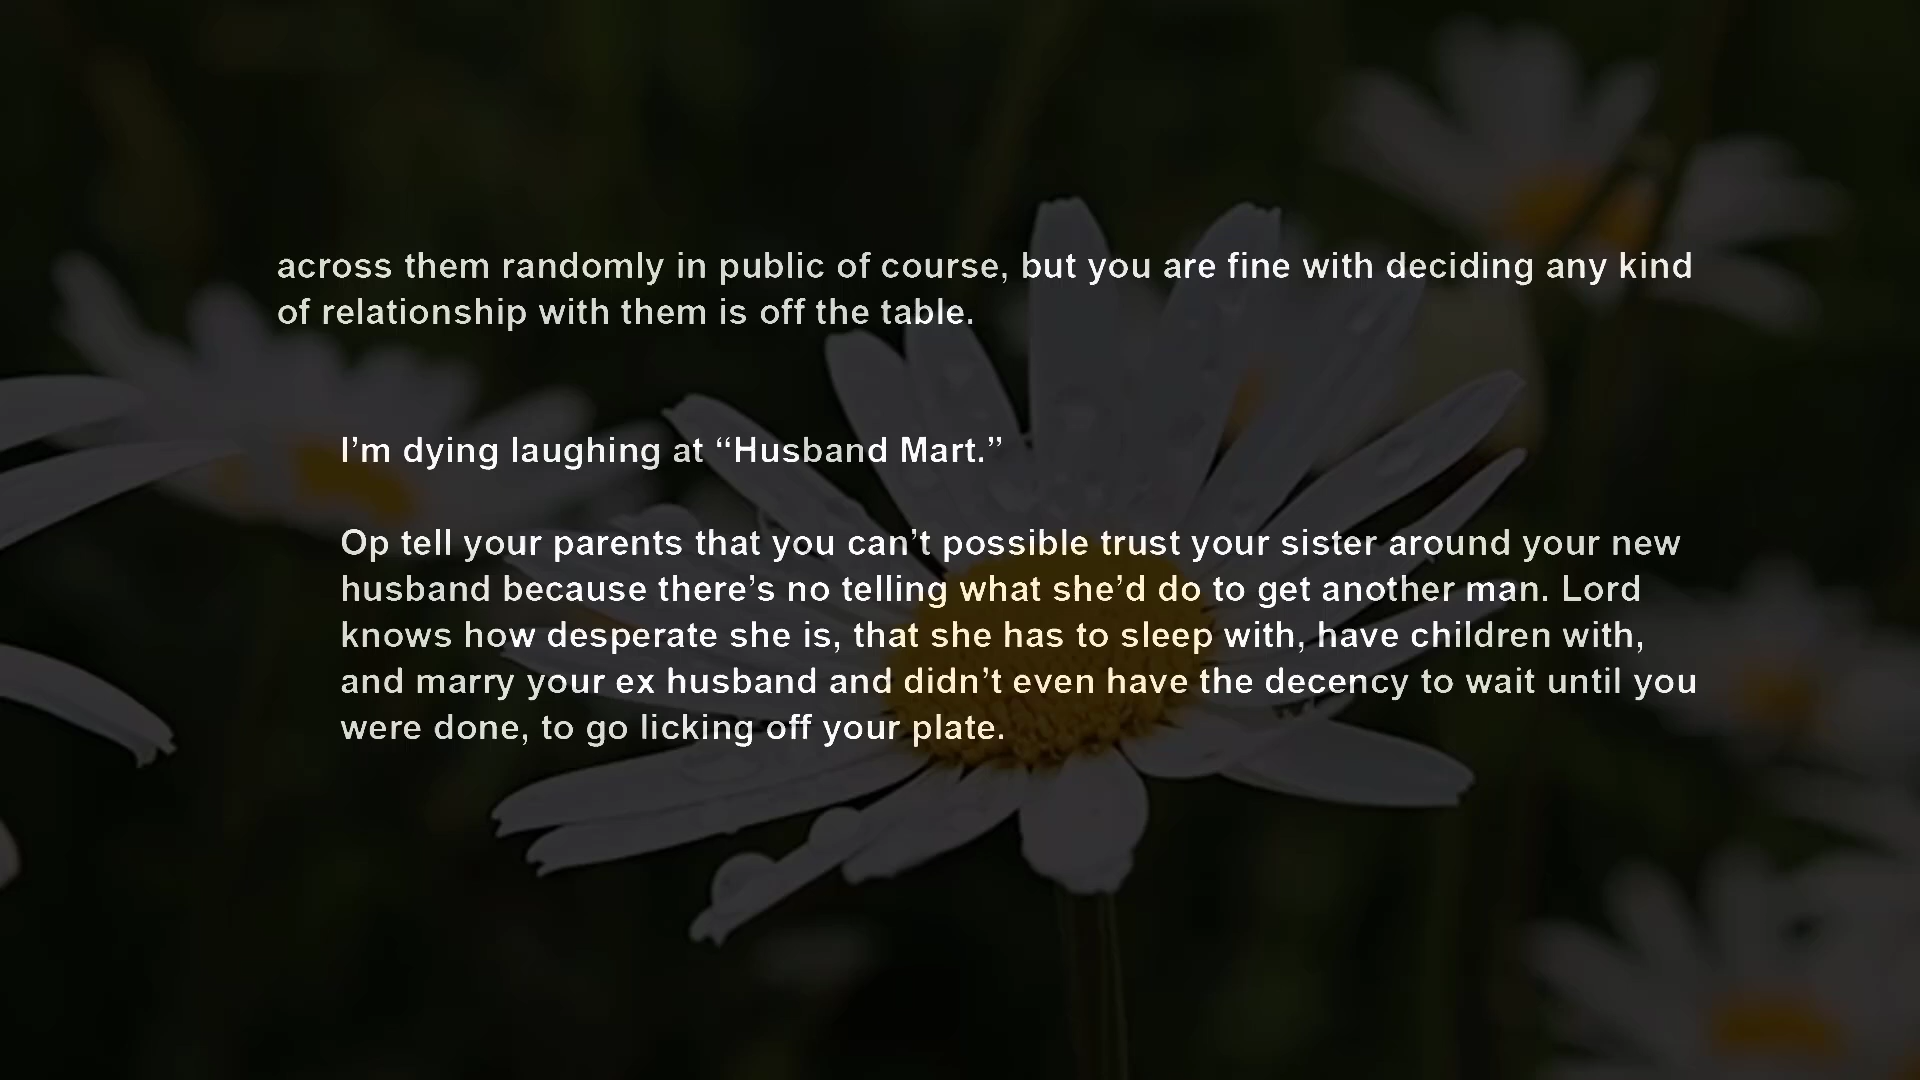 across them randomly in public of course, but you are fine with deciding any kind
of relationship with them is off the table.
I’m dying laughing at “Husband Mart.”
Op tell your parents that you can’t possible trust your sister around your new
husband because there’s no telling what she’d do to get another man. Lord
knows how desperate she is, that she has to sleep with, have children with,
and marry your ex husband and didn’t even have the decency to wait until you
were done, to go licking off your plate.